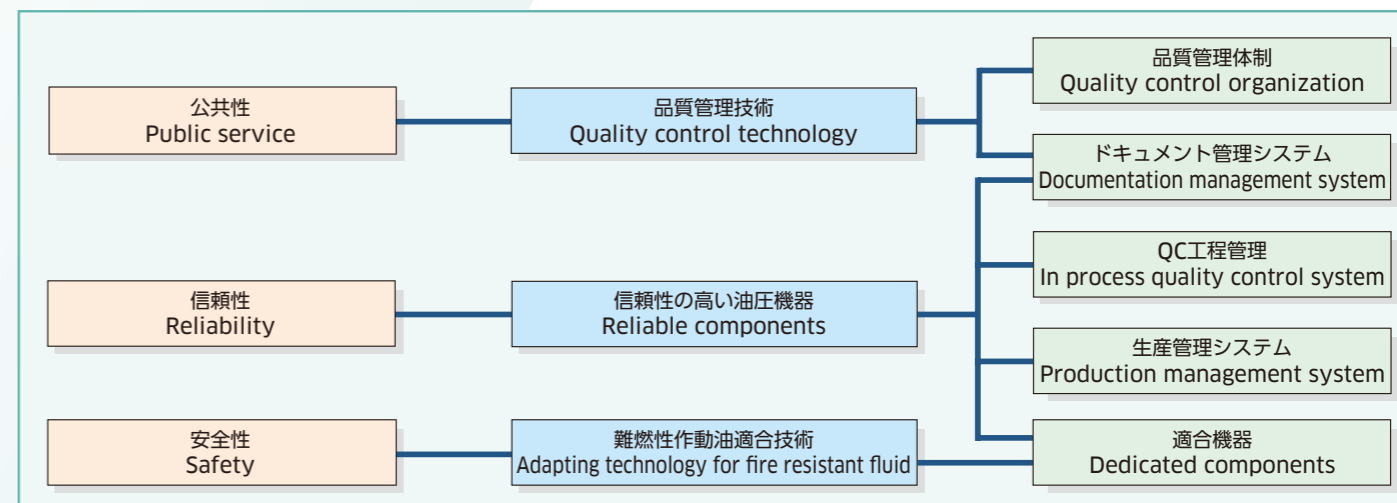 公共性
Public service
品質管理技術
Quality control technology
品質管理体制
Quality control organization
ドキュメント管理システム
Documentation management system
QC工程管理
In process quality control system
信頼性
Reliability
信頼性の高い油圧機器
Reliable components
生産管理システム
Production management system
安全性
Safety
難燃性作動油適合技術
Adapting technology for fire resistant fluid
適合機器
Dedicated components